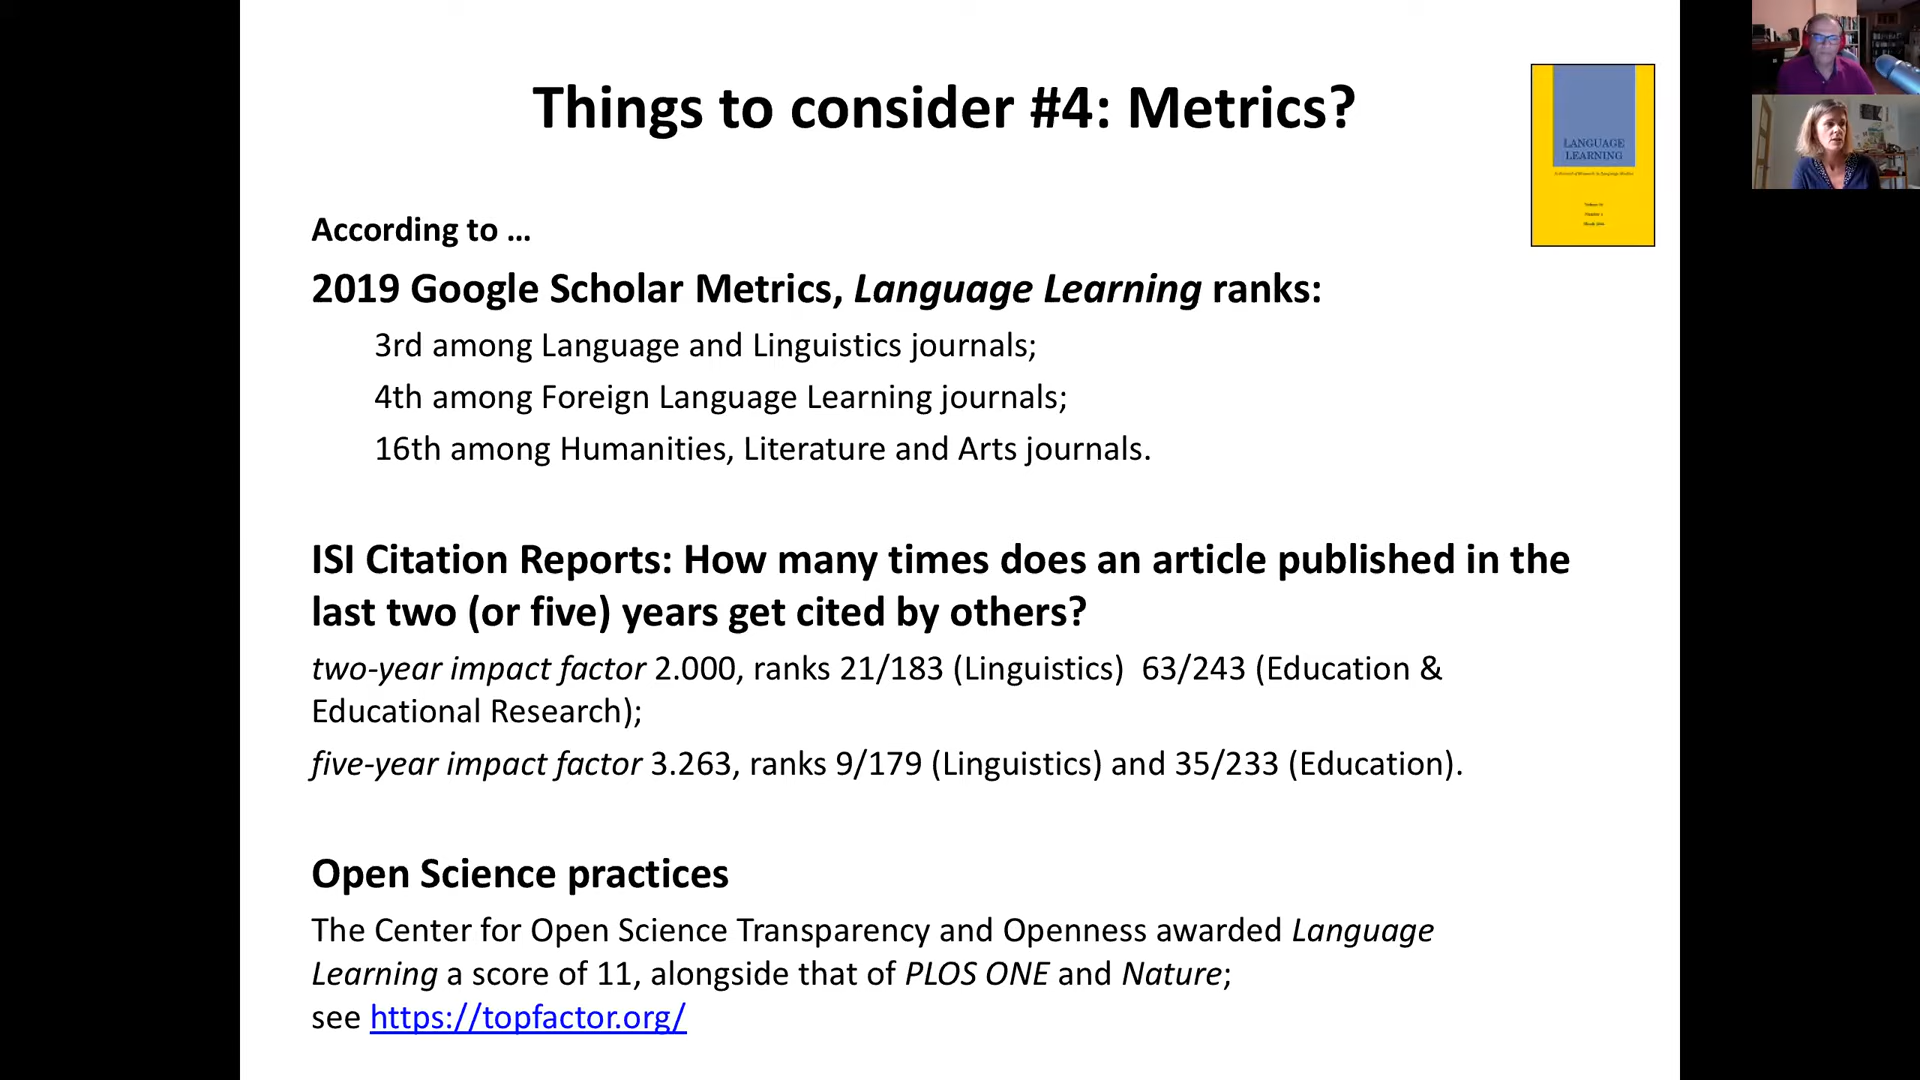 Things to consider #4: Metrics?
LANGUAGE
LEARNING
According to …
2019 Google Scholar Metrics, Language Learning ranks:
3rd among Language and Linguistics journals;
4th among Foreign Language Learning journals;
16th among Humanities, Literature and Arts journals.
ISI Citation Reports: How many times does an article published in the
last two (or five) years get cited by others?
two-year impact factor 2.000, ranks 21/183 (Linguistics)  63/243 (Education &
Educational Research);
five-year impact factor 3.263, ranks 9/179 (Linguistics) and 35/233 (Education).
Open Science practices
The Center for Open Science Transparency and Openness awarded Language
Learning a score of 11, alongside that of PLOS ONE and Nature;
see https://topfactor.org/